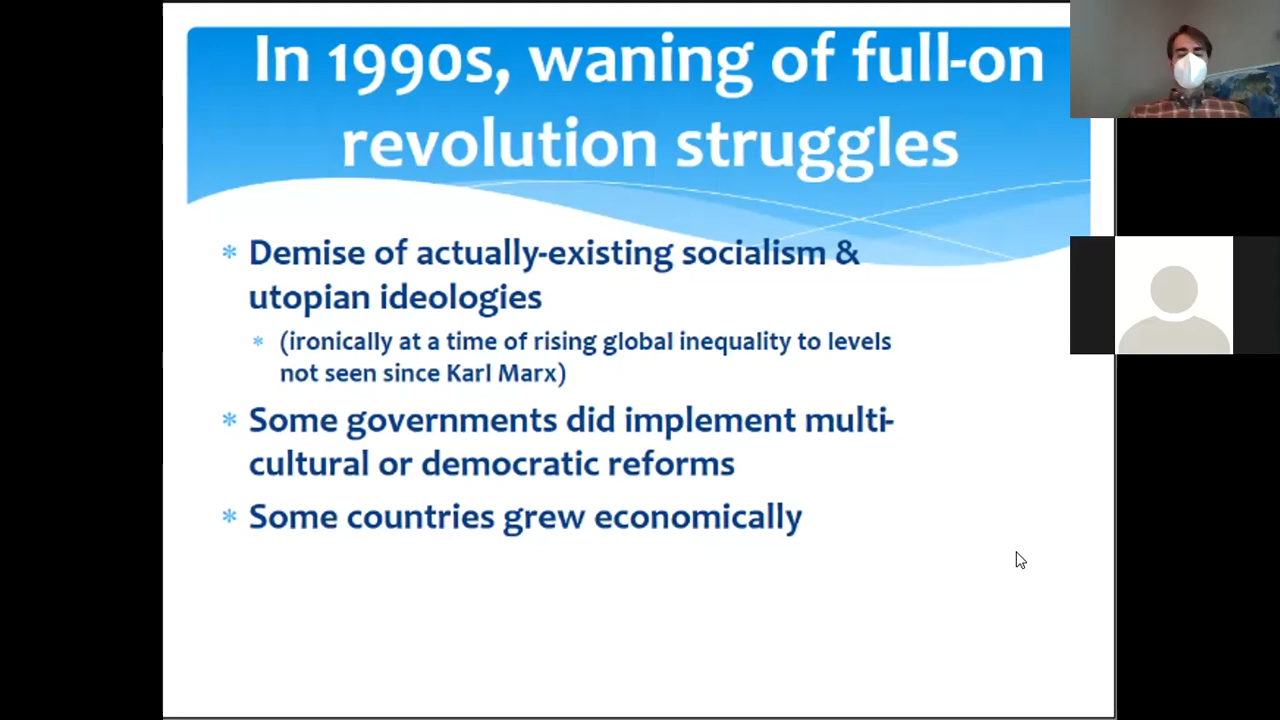 In 1990s, waning of full-on
revolution struggles
* Demise of actually-existing socialism &
utopian ideologies
* (ironically at a time of rising global inequality to levels
not seen since Karl Marx)
* Some governments did implement multi-
cultural or democratic reforms
* Some countries grew economically